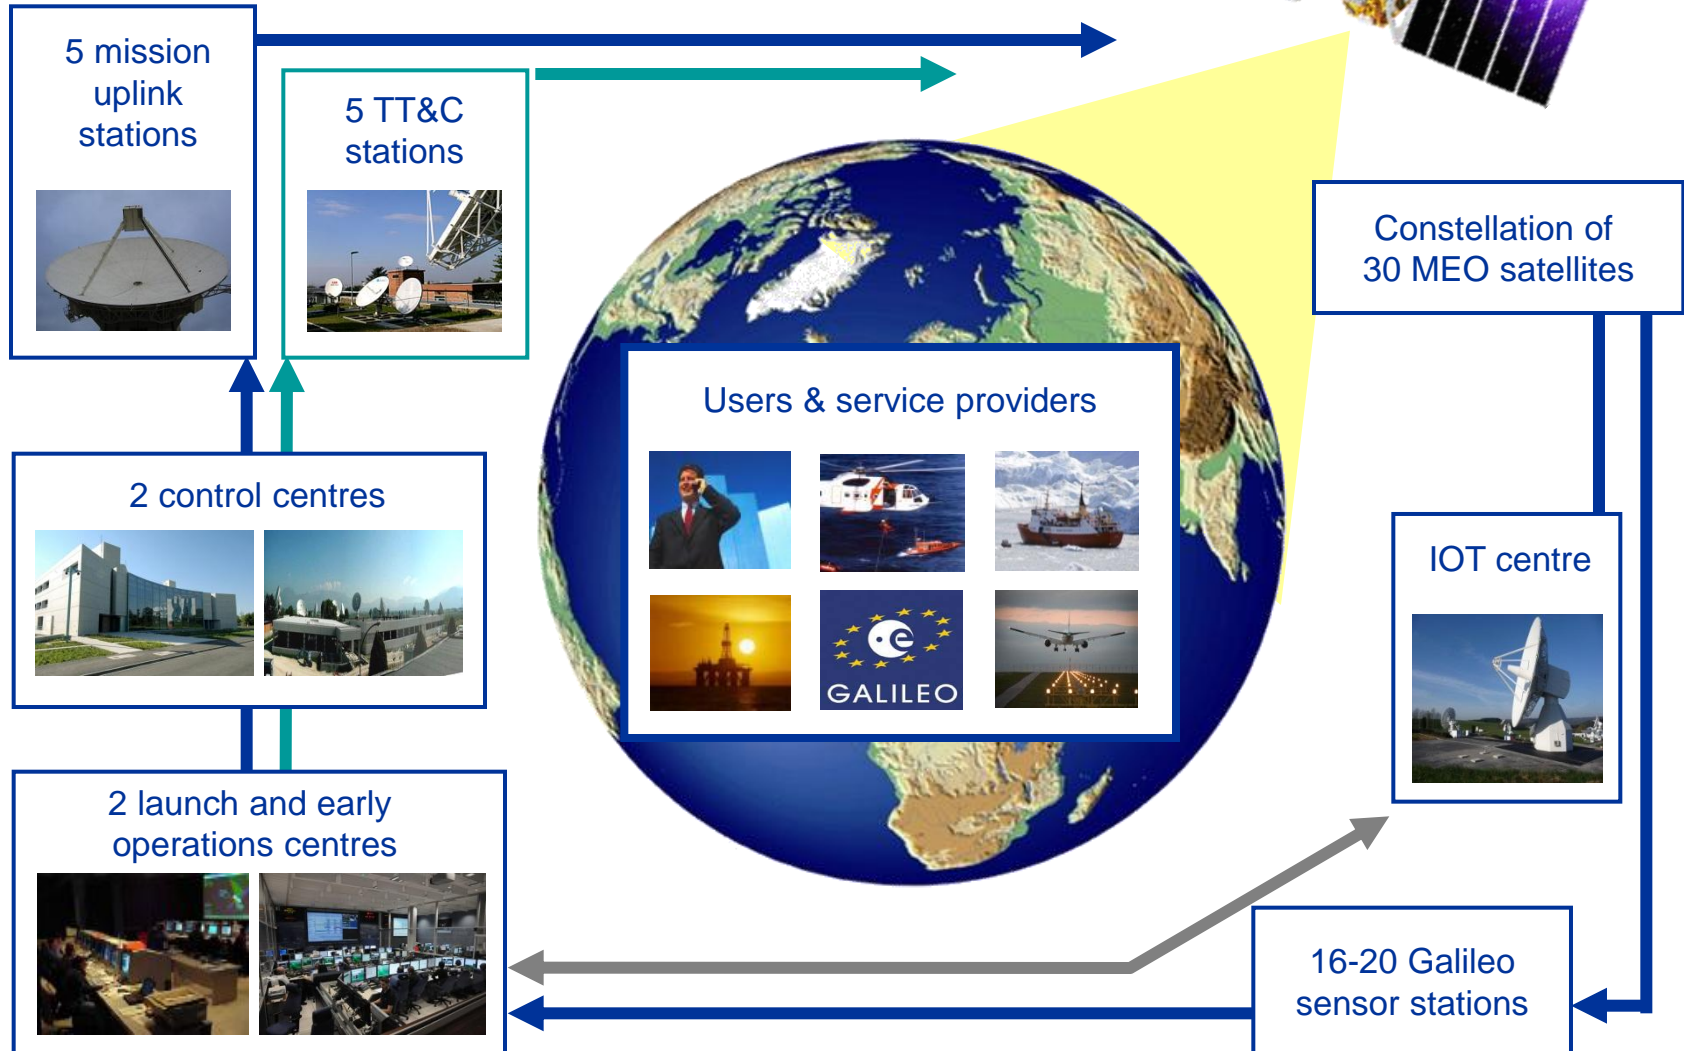 5 mission
uplink
stations
5 TT&C
stations
Constellation of
30 MEO satellites
Users & service providers
GALILEO
2 control centres
IOT centre
2 launch and early
operations centres
16-20 Galileo
sensor stations